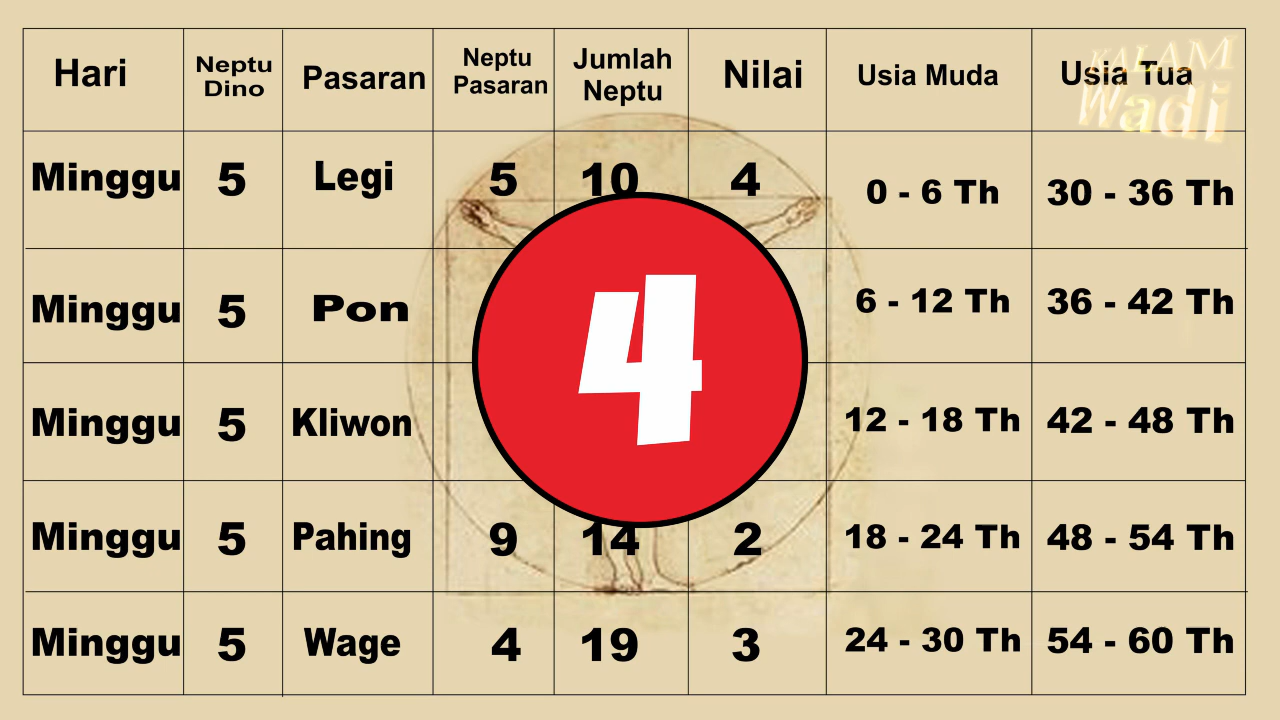 Hari Neptu Dino Pasaran Neptu Pasaran Jumlah Neptu Nilai Usia Muda Usia Tua
KALAM
Wadi
Minggu 5 Legi 5 10 4 0 - 6 Th 30 - 36 Th
Minggu 5 Pon 6 - 12 Th 36 - 42 Th
4
Minggu 5 Kliwon 12 - 18 Th 42 - 48 Th
Minggu 5 Pahing 9 14 2 18 - 24 Th 48 - 54 Th
Minggu 5 Wage 4 19 3 24 - 30 Th 54 - 60 Th